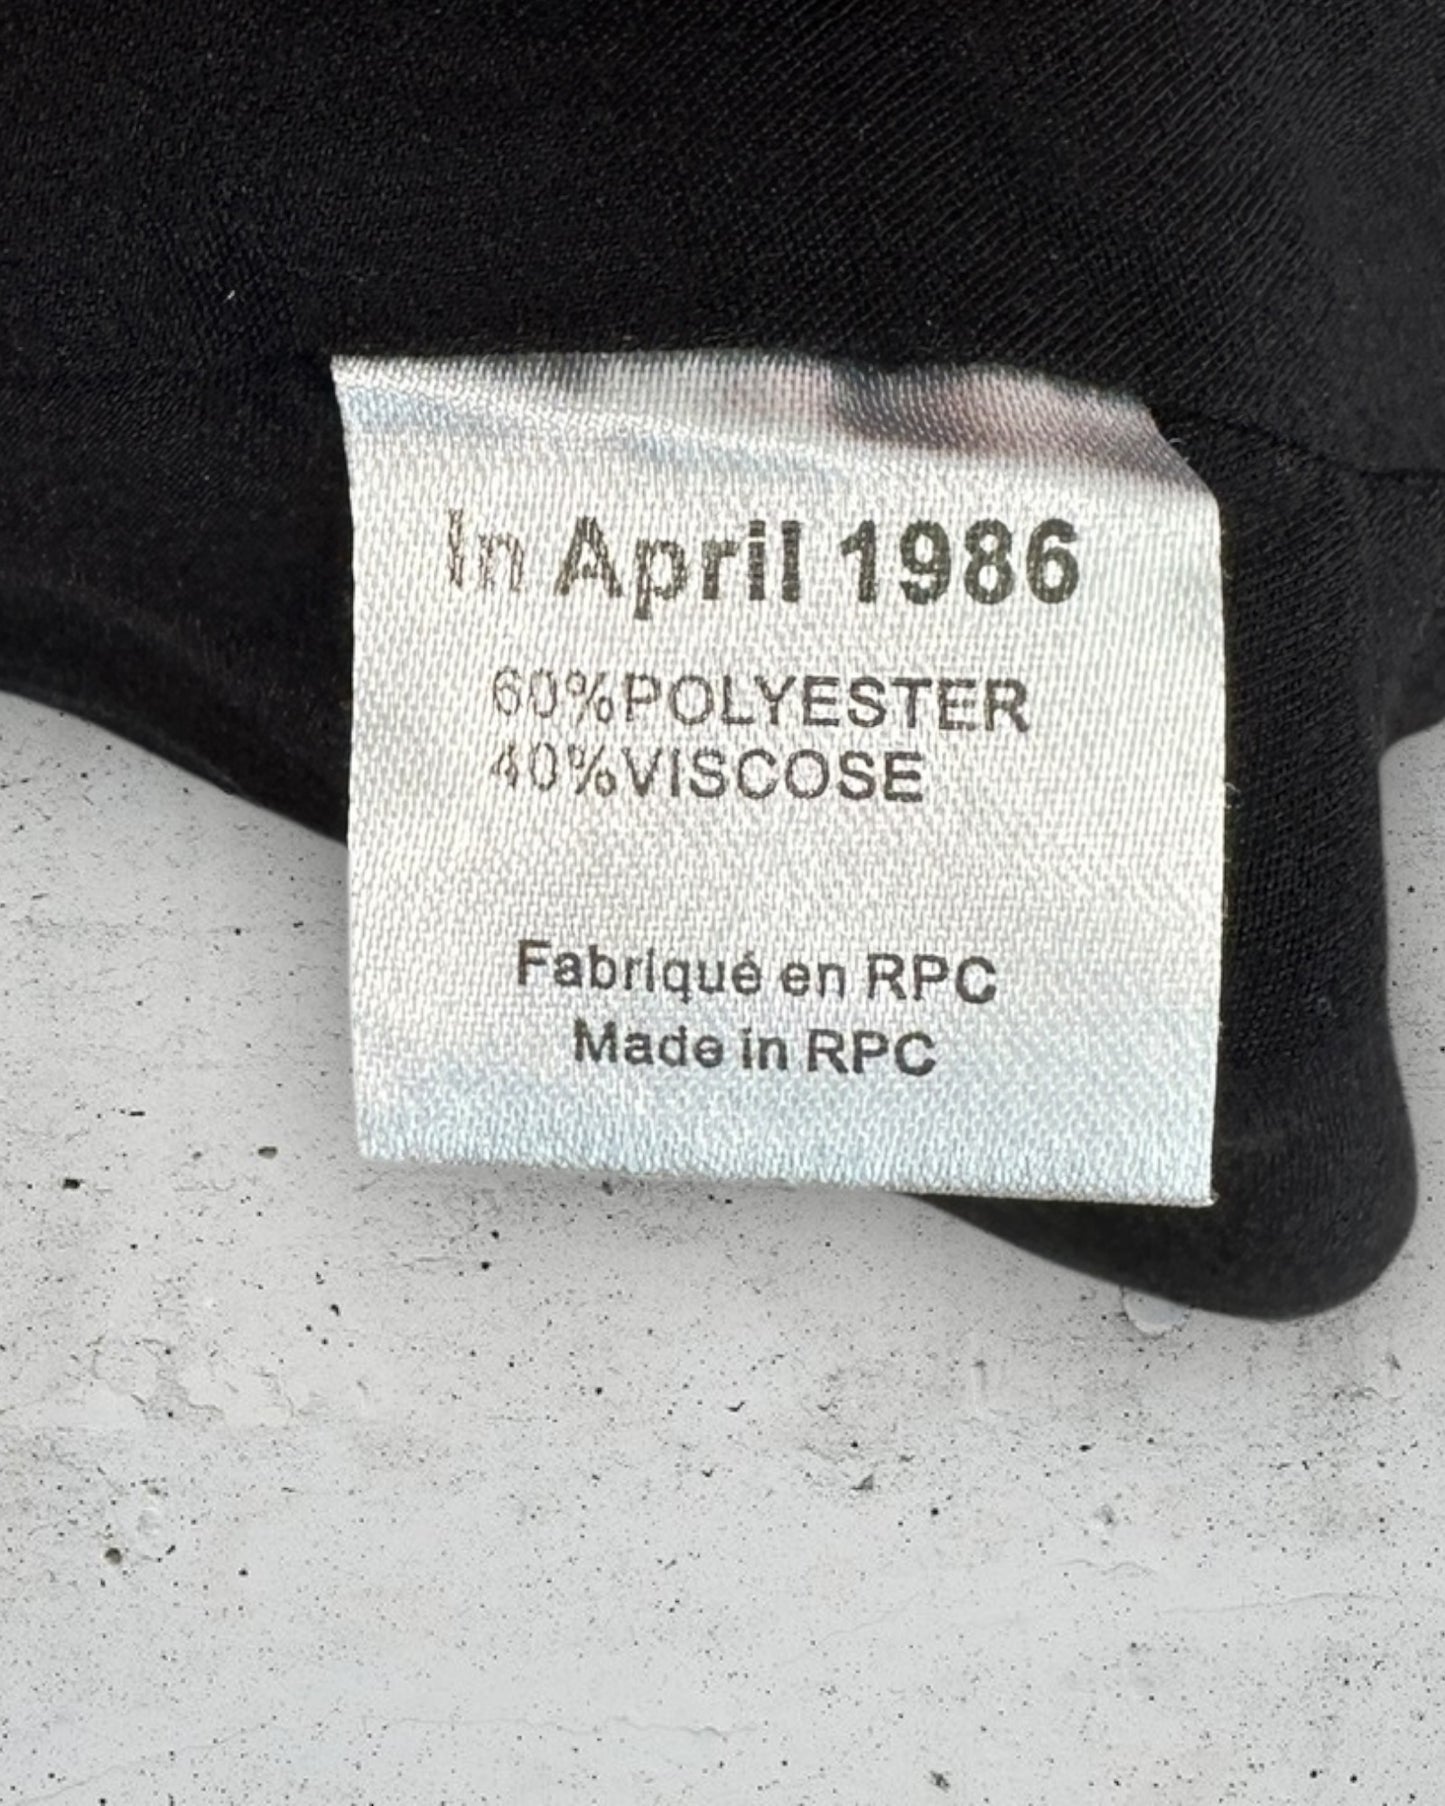 In April 1986
60%POLYESTER
40%VISCOSE
Fabriqué en RPC
Made in RPC